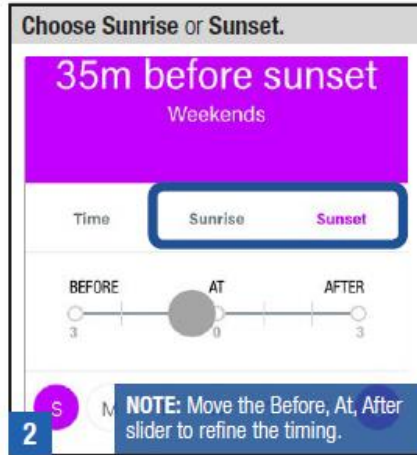 Choose Sunrise or Sunset.
35m before sunset
Weekends
Time Sunrise Sunset
BEFORE AT AFTER
3 0 3
S M
2
NOTE: Move the Before, At, After
slider to refine the timing.